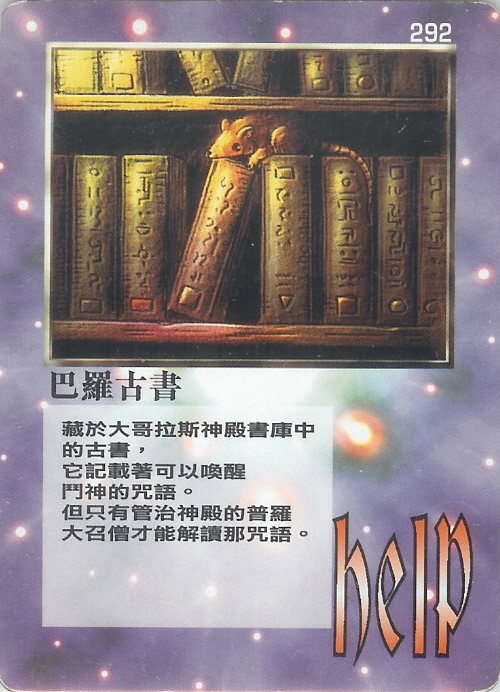 292
巴羅古書
藏於大哥拉斯神殿書庫中
的古書，
它記載著可以喚醒
鬥神的咒語。
但只有管治神殿的普羅
大召僧才能解讀那咒語。
help